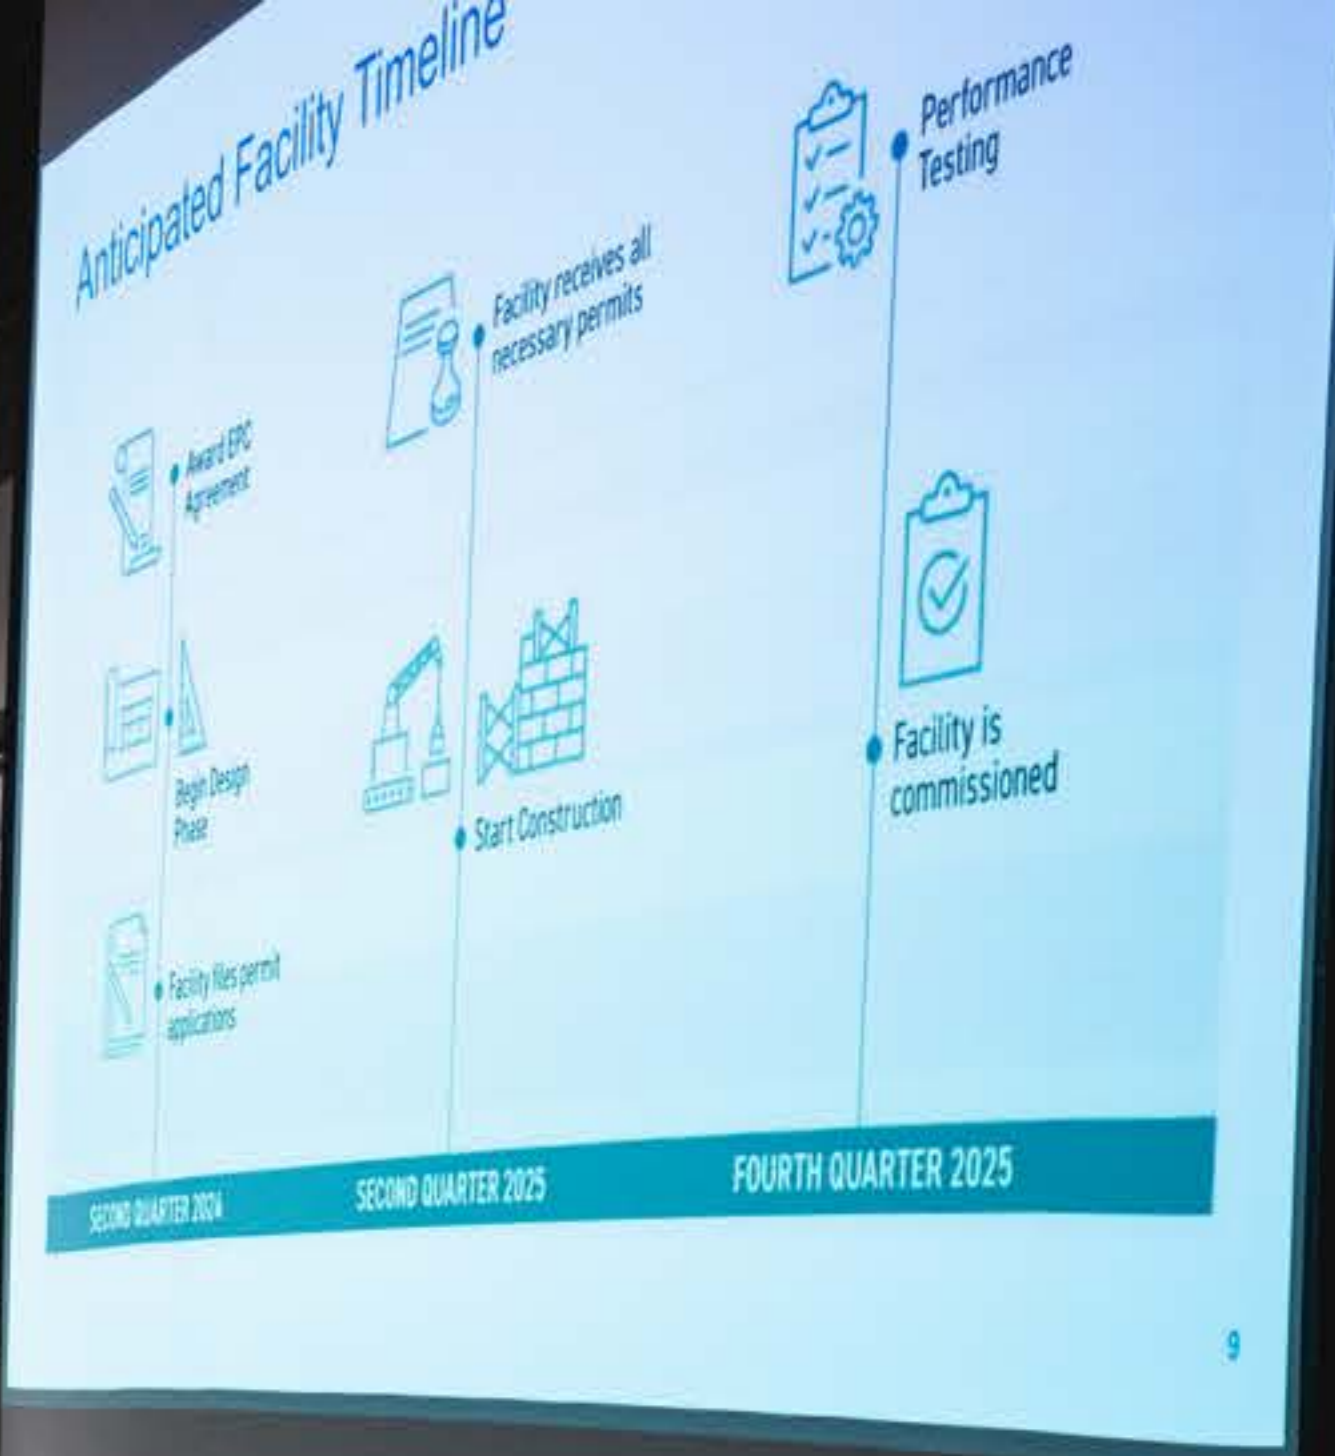 Anticipated Facility Timeline
Award EPC
Agreement
Begin Design
Phase
Facility files permit
applications
SECOND QUARTER 2024
Facility receives all
necessary permits
Start Construction
SECOND QUARTER 2025
Performance
Testing
Facility is
commissioned
FOURTH QUARTER 2025
9